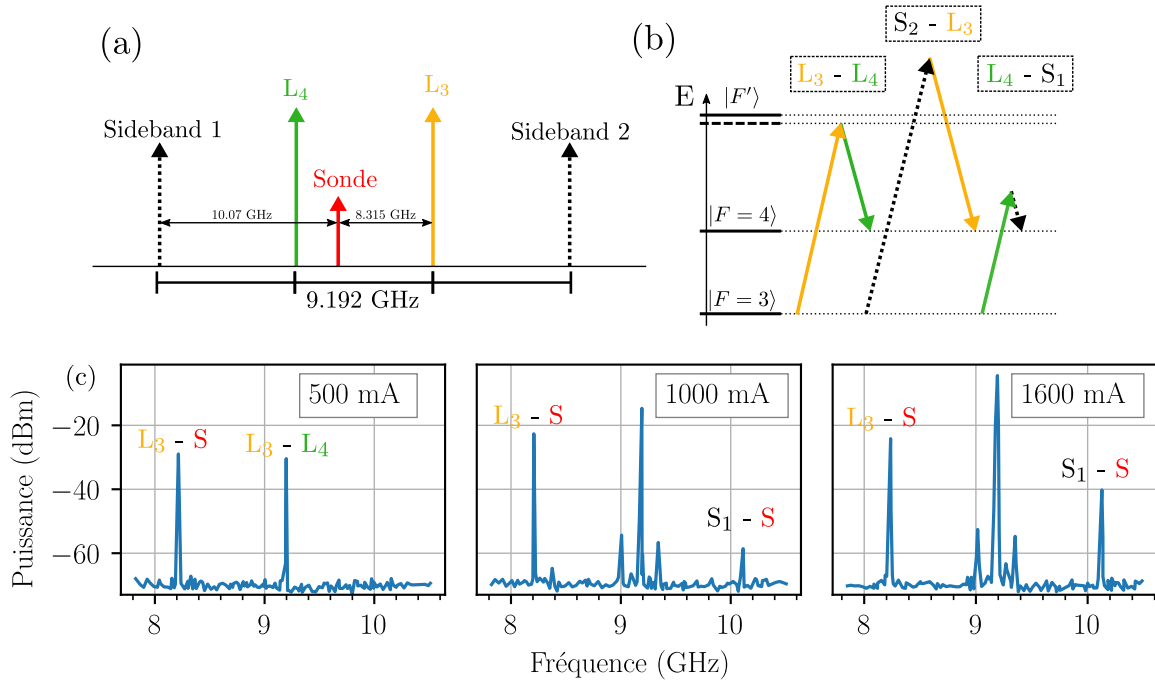 (a)
L₄
L₃
Sideband 1
Sideband 2
Sonde
10.07 GHz
8.315 GHz
9.192 GHz
(b)
S₂ - L₃
L₃ - L₄
L₄ - S₁
E
|F′⟩
|F = 4⟩
|F = 3⟩
(c)
500 mA
1000 mA
1600 mA
L₃ - S
L₃ - L₄
L₃ - S
S₁ - S
L₃ - S
S₁ - S
−20
−40
−60
Puissance (dBm)
8
9
10
8
9
10
8
9
10
Fréquence (GHz)